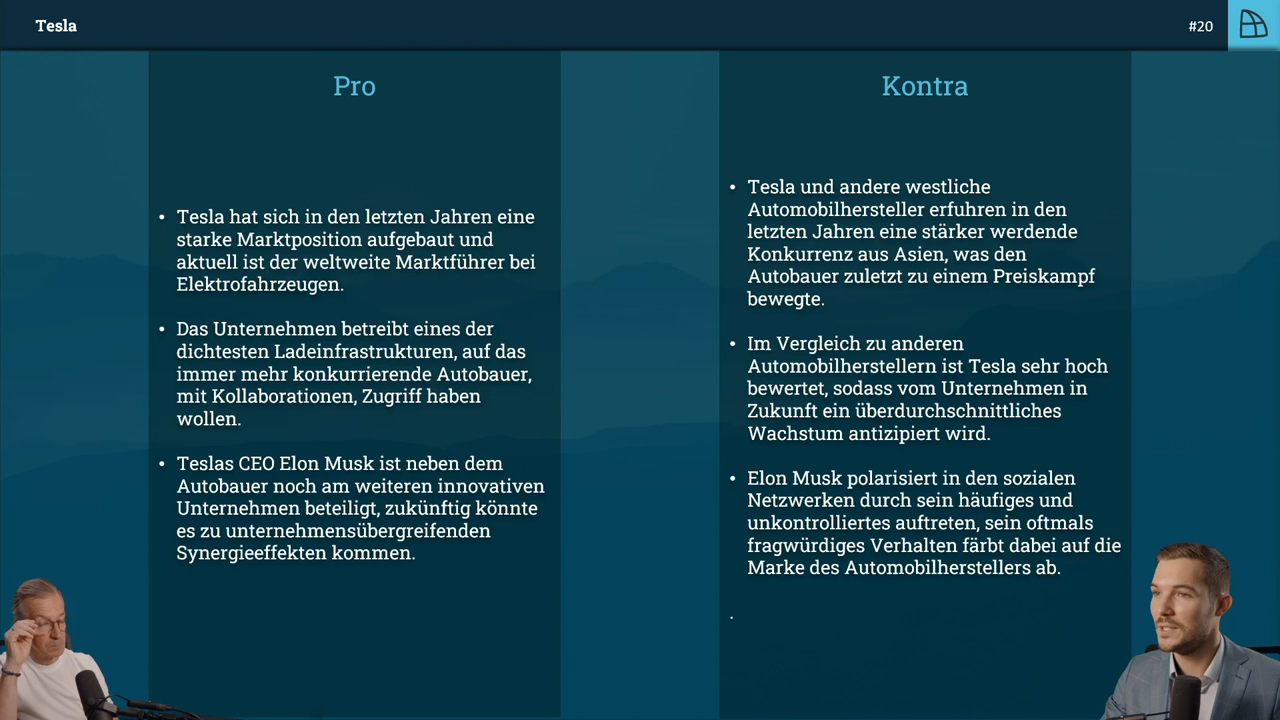 Tesla
#20
Pro
• Tesla hat sich in den letzten Jahren eine
starke Marktposition aufgebaut und
aktuell ist der weltweite Marktführer bei
Elektrofahrzeugen.
• Das Unternehmen betreibt eines der
dichtesten Ladeinfrastrukturen, auf das
immer mehr konkurrierende Autobauer,
mit Kollaborationen, Zugriff haben
wollen.
• Teslas CEO Elon Musk ist neben dem
Autobauer noch am weiteren innovativen
Unternehmen beteiligt, zukünftig könnte
es zu unternehmensübergreifenden
Synergieeffekten kommen.
Kontra
• Tesla und andere westliche
Automobilhersteller erfuhren in den
letzten Jahren eine stärker werdende
Konkurrenz aus Asien, was den
Autobauer zuletzt zu einem Preiskampf
bewegte.
• Im Vergleich zu anderen
Automobilherstellern ist Tesla sehr hoch
bewertet, sodass vom Unternehmen in
Zukunft ein überdurchschnittliches
Wachstum antizipiert wird.
• Elon Musk polarisiert in den sozialen
Netzwerken durch sein häufiges und
unkontrolliertes auftreten, sein oftmals
fragwürdiges Verhalten färbt dabei auf die
Marke des Automobilherstellers ab.
.